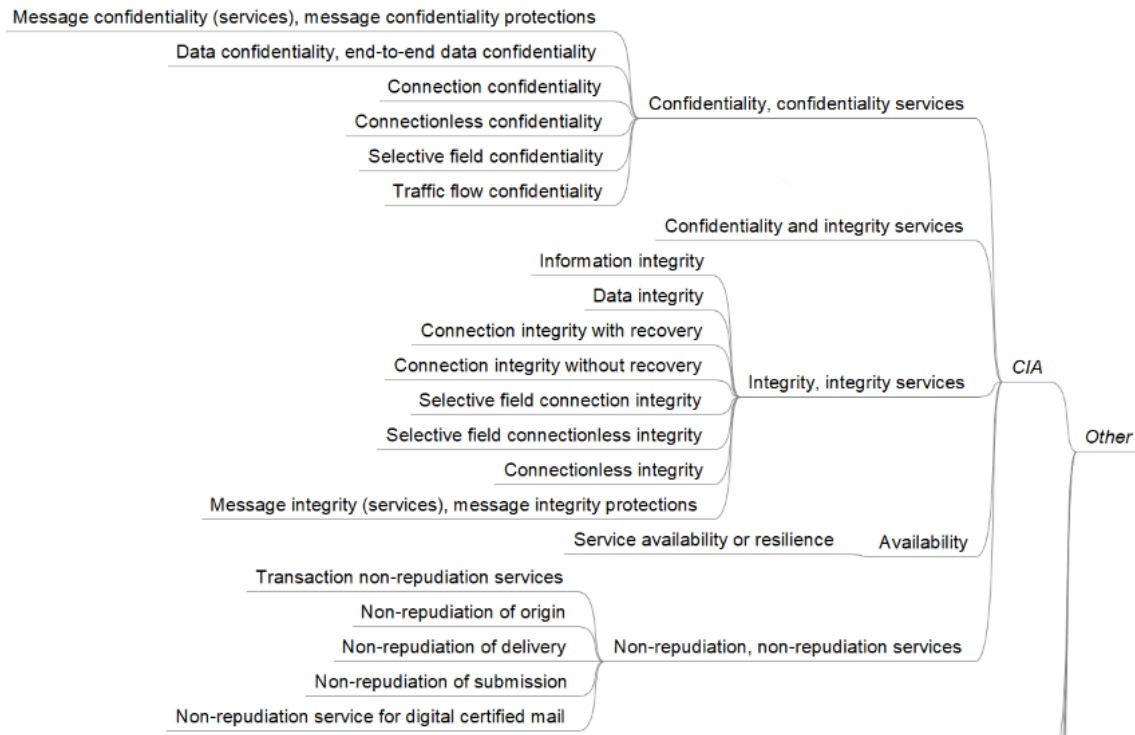 Message confidentiality (services), message confidentiality protections
Data confidentiality, end-to-end data confidentiality
Connection confidentiality
Confidentiality, confidentiality services
Connectionless confidentiality
Selective field confidentiality
Traffic flow confidentiality
Confidentiality and integrity services
Information integrity
Data integrity
Connection integrity with recovery
Connection integrity without recovery
CIA
Integrity, integrity services
Selective field connection integrity
Selective field connectionless integrity
Other
Connectionless integrity
Message integrity (services), message integrity protections
Service availability or resilience
Availability
Transaction non-repudiation services
Non-repudiation of origin
Non-repudiation of delivery
Non-repudiation, non-repudiation services
Non-repudiation of submission
Non-repudiation service for digital certified mail